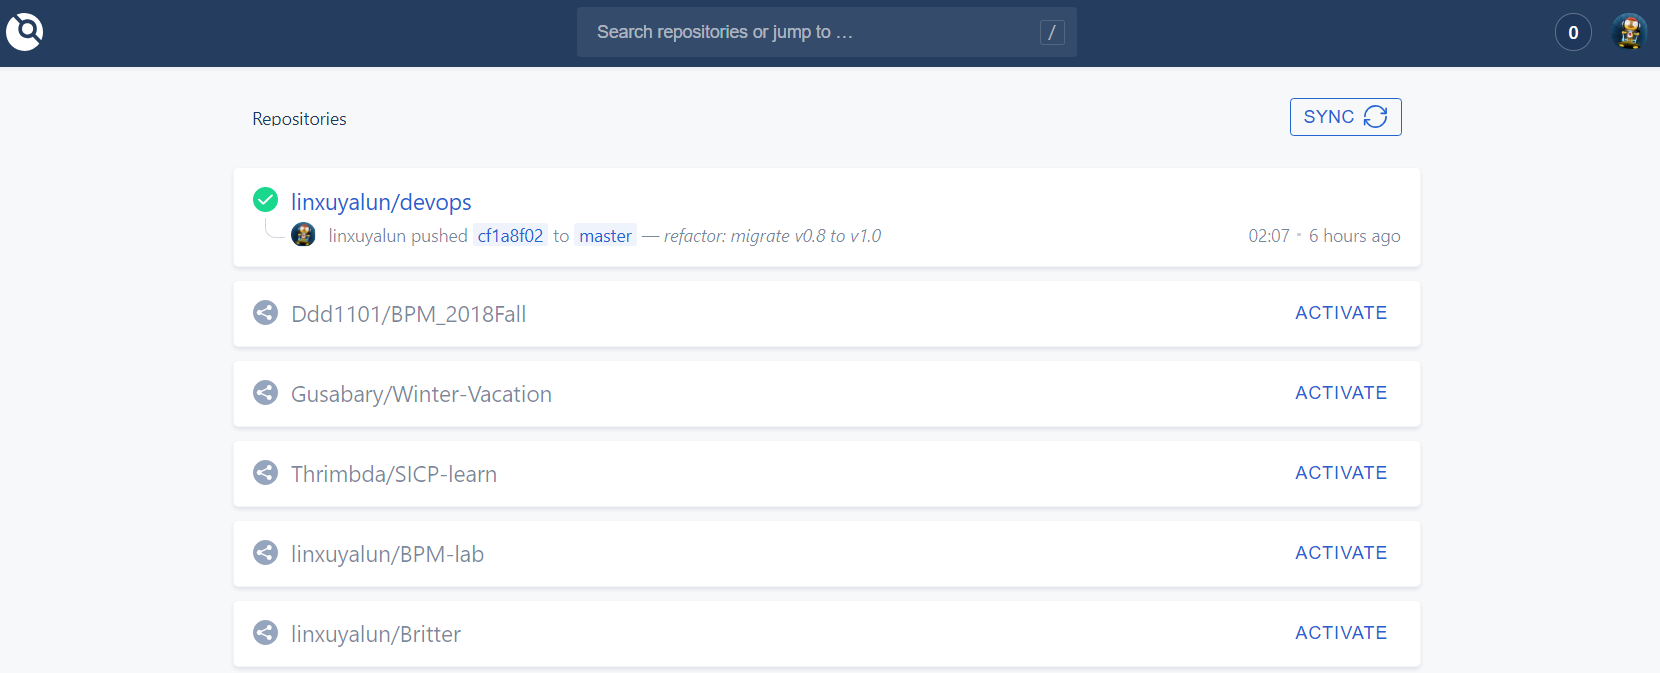 Search repositories or jump to … /
0
Repositories
SYNC
linxuyalun/devops
linxuyalun pushed cf1a8f02 to master — refactor: migrate v0.8 to v1.0
02:07 • 6 hours ago
Ddd1101/BPM_2018Fall
ACTIVATE
Gusabary/Winter-Vacation
ACTIVATE
Thrimbda/SICP-learn
ACTIVATE
linxuyalun/BPM-lab
ACTIVATE
linxuyalun/Britter
ACTIVATE